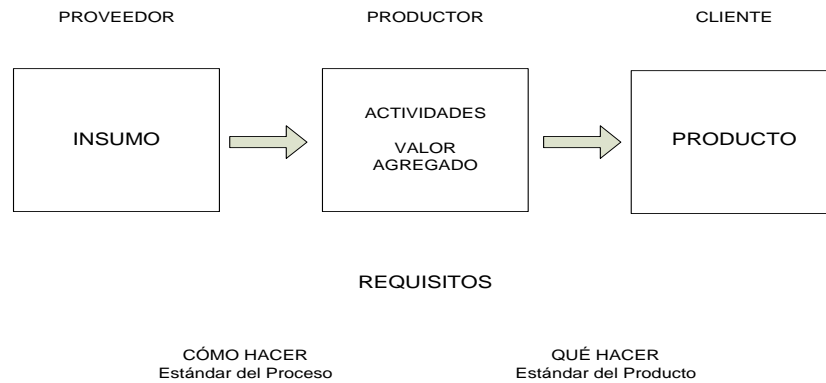 PROVEEDOR
PRODUCTOR
CLIENTE
INSUMO
ACTIVIDADES
VALOR
AGREGADO
PRODUCTO
REQUISITOS
CÓMO HACER
Estándar del Proceso
QUÉ HACER
Estándar del Producto